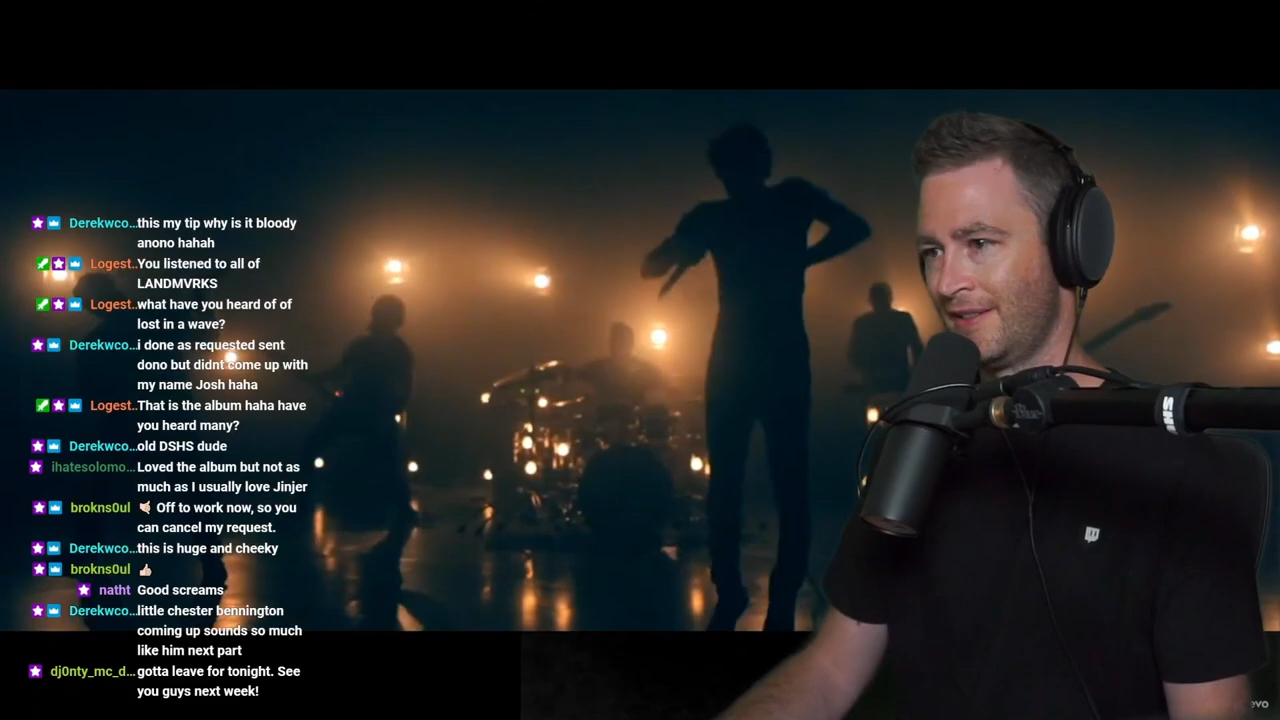 Derekwco... this my tip why is it bloody
anono hahah
Logest.. You listened to all of
LANDMVRKS
Logest.. what have you heard of of
lost in a wave?
Derekwco... i done as requested sent
dono but didnt come up with
my name Josh haha
Logest.. That is the album haha have
you heard many?
Derekwco... old DSHS dude
ihatesolomo... Loved the album but not as
much as I usually love Jinjer
brokns0ul 🤙🏻 Off to work now, so you
can cancel my request.
Derekwco... this is huge and cheeky
brokns0ul 👍🏻
natht Good screams
Derekwco... little chester bennington
coming up sounds so much
like him next part
dj0nty_mc_d... gotta leave for tonight. See
you guys next week!
Blue
SHU
evo